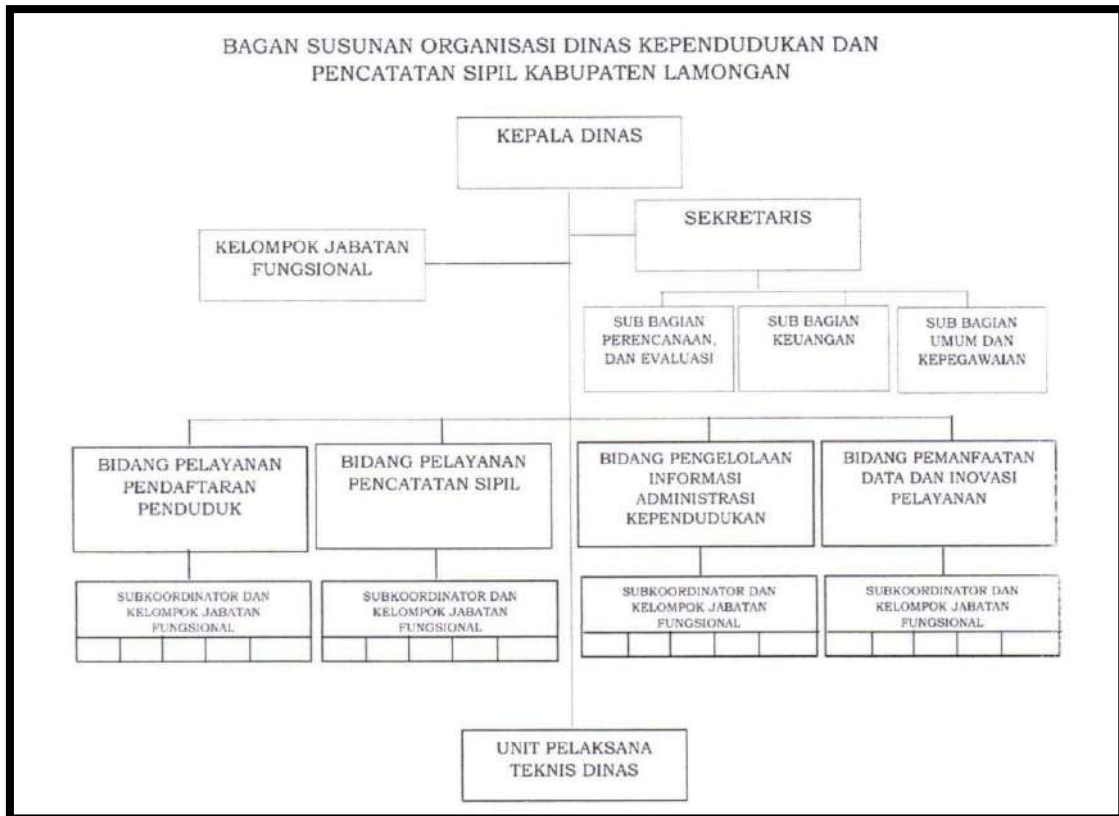 BAGAN SUSUNAN ORGANISASI DINAS KEPENDUDUKAN DAN
PENCATATAN SIPIL KABUPATEN LAMONGAN
KEPALA DINAS
SEKRETARIS
KELOMPOK JABATAN
FUNGSIONAL
SUB BAGIAN
PERENCANAAN,
DAN EVALUASI
SUB BAGIAN
KEUANGAN
SUB BAGIAN
UMUM DAN
KEPEGAWAIAN
BIDANG PELAYANAN
PENDAFTARAN
PENDUDUK
BIDANG PELAYANAN
PENCATATAN SIPIL
BIDANG PENGELOLAAN
INFORMASI
ADMINISTRASI
KEPENDUDUKAN
BIDANG PEMANFAATAN
DATA DAN INOVASI
PELAYANAN
SUBKOORDINATOR DAN
KELOMPOK JABATAN
FUNGSIONAL
SUBKOORDINATOR DAN
KELOMPOK JABATAN
FUNGSIONAL
SUBKOORDINATOR DAN
KELOMPOK JABATAN
FUNGSIONAL
SUBKOORDINATOR DAN
KELOMPOK JABATAN
FUNGSIONAL
UNIT PELAKSANA
TEKNIS DINAS